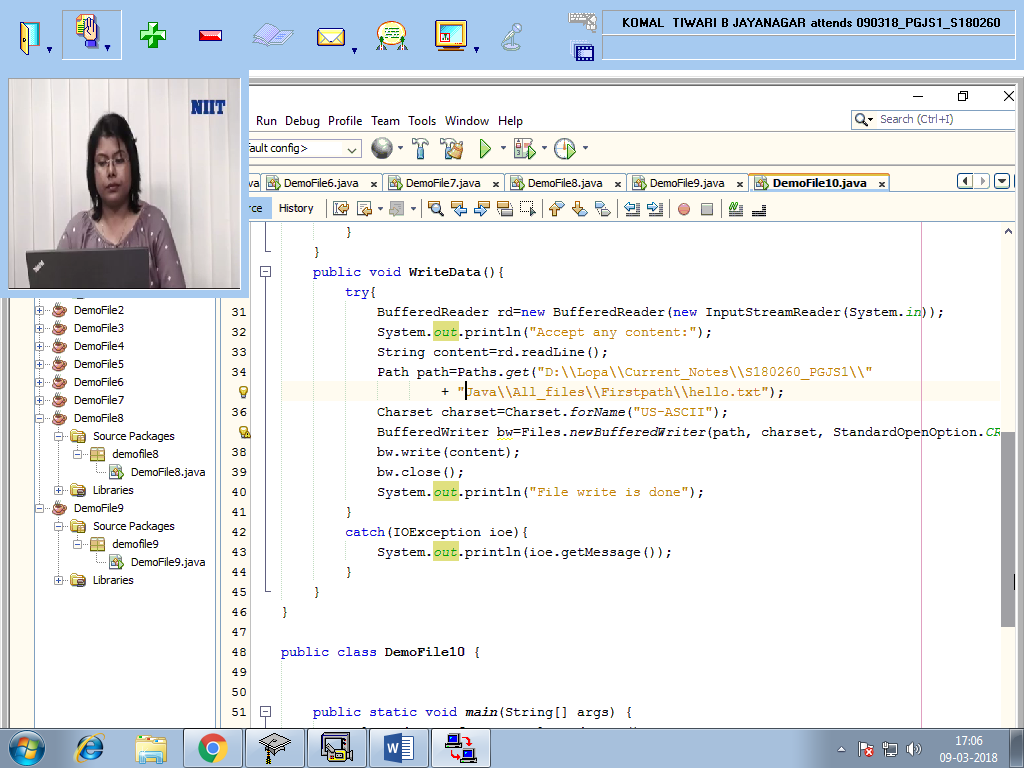 KOMAL TIWARI B JAYANAGAR attends 090318_PGJS1_S180260
NIIT
ThinkPad
Run Debug Profile Team Tools Window Help
Search (Ctrl+I)
ault config>
va DemoFile6.java DemoFile7.java DemoFile8.java DemoFile9.java DemoFile10.java
rce History
}
}
public void WriteData(){
try{
31 BufferedReader rd=new BufferedReader(new InputStreamReader(System.in));
32 System.out.println("Accept any content:");
33 String content=rd.readLine();
34 Path path=Paths.get("D:\\Lopa\\Current_Notes\\S180260_PGJS1\\"
+ "Java\\All_files\\Firstpath\\hello.txt");
36 Charset charset=Charset.forName("US-ASCII");
BufferedWriter bw=Files.newBufferedWriter(path, charset, StandardOpenOption.CR
38 bw.write(content);
39 bw.close();
40 System.out.println("File write is done");
41 }
42 catch(IOException ioe){
43 System.out.println(ioe.getMessage());
44 }
45 }
46 }
47
48 public class DemoFile10 {
49
50
51 public static void main(String[] args) {
DemoFile2
DemoFile3
DemoFile4
DemoFile5
DemoFile6
DemoFile7
DemoFile8
Source Packages
demofile8
DemoFile8.java
Libraries
DemoFile9
Source Packages
demofile9
DemoFile9.java
Libraries
17:06
09-03-2018